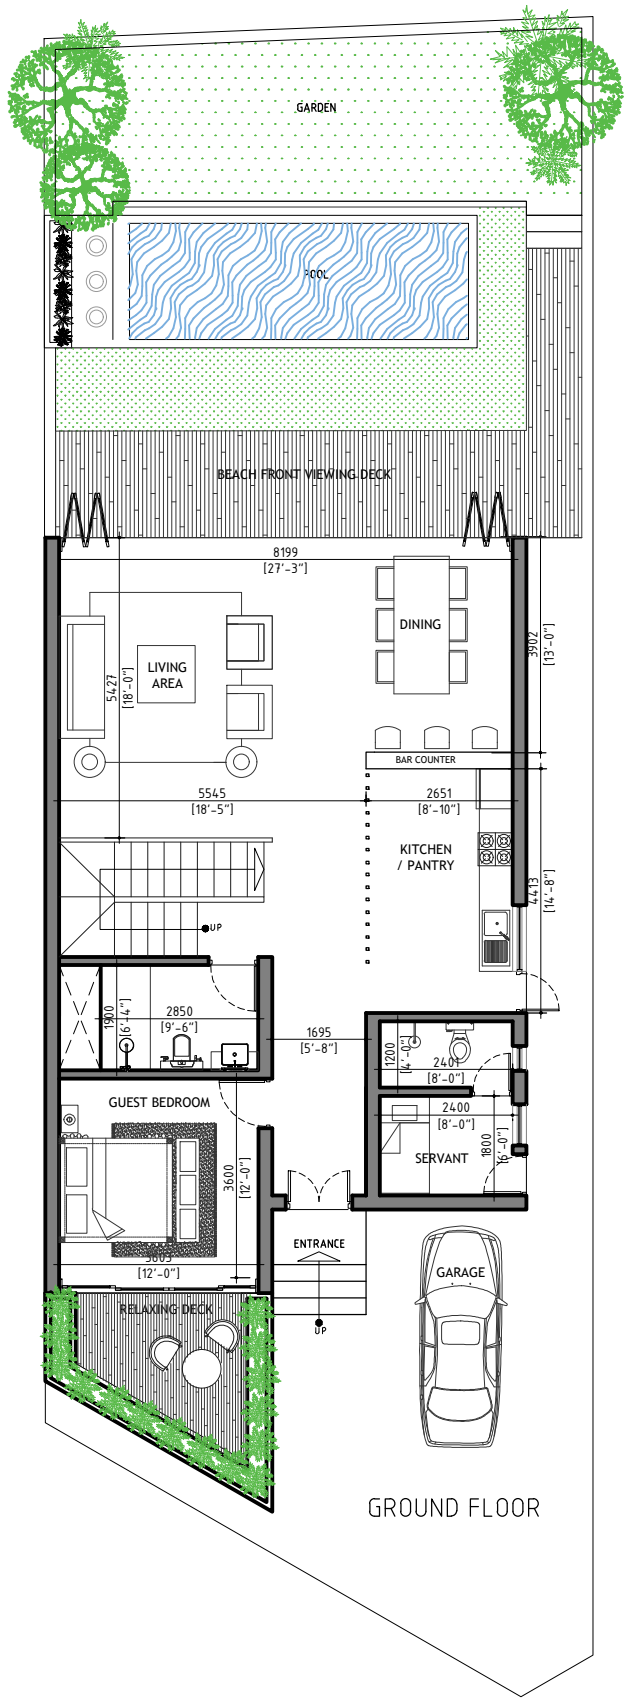 GARDEN
POOL
BEACH FRONT VIEWING DECK
8199
[27'-3"]
DINING
3902
[13'-0"]
LIVING
AREA
5427
[18'-0"]
BAR COUNTER
5545
[18'-5"]
2651
[8'-10"]
KITCHEN
/ PANTRY
4413
[14'-8"]
UP
1900
[6'-4"]
2850
[9'-6"]
1695
[5'-8"]
1200
[4'-0"]
2401
[8'-0"]
GUEST BEDROOM
2400
[8'-0"]
1800
[6'-0"]
SERVANT
3600
[12'-0"]
3603
[12'-0"]
ENTRANCE
GARAGE
RELAXING DECK
UP
GROUND FLOOR